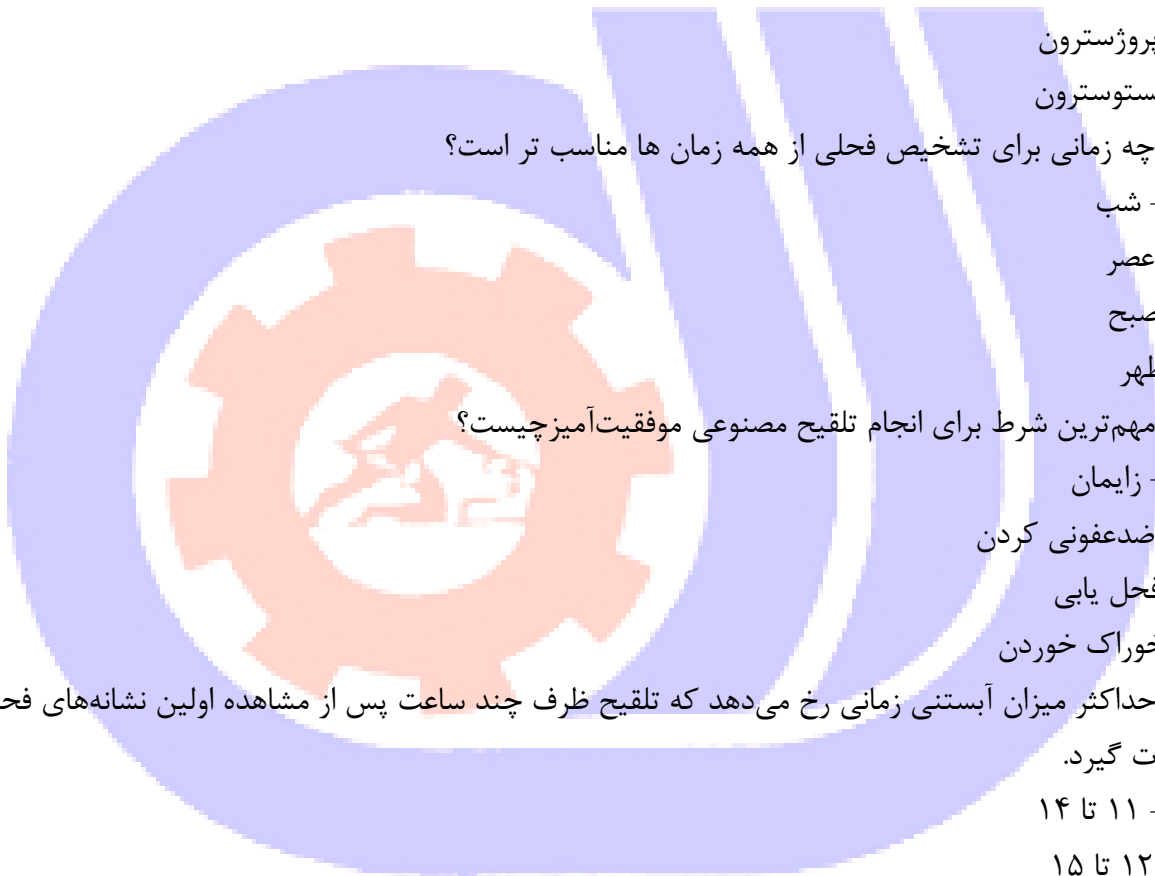 پروژسترون
ستوسترون
چه زمانی برای تشخیص فحلی از همه زمان ها مناسب تر است؟
- شب
عصر
صبح
ظهر
مهم‌ترین شرط برای انجام تلقیح مصنوعی موفقیت‌آمیزچیست؟
- زایمان
ضدعفونی کردن
فحل یابی
خوراک خوردن
حداکثر میزان آبستنی زمانی رخ می‌دهد که تلقیح ظرف چند ساعت پس از مشاهده اولین نشانه‌های فح
ت گیرد.
- ۱۱ تا ۱۴
۱۲ تا ۱۵